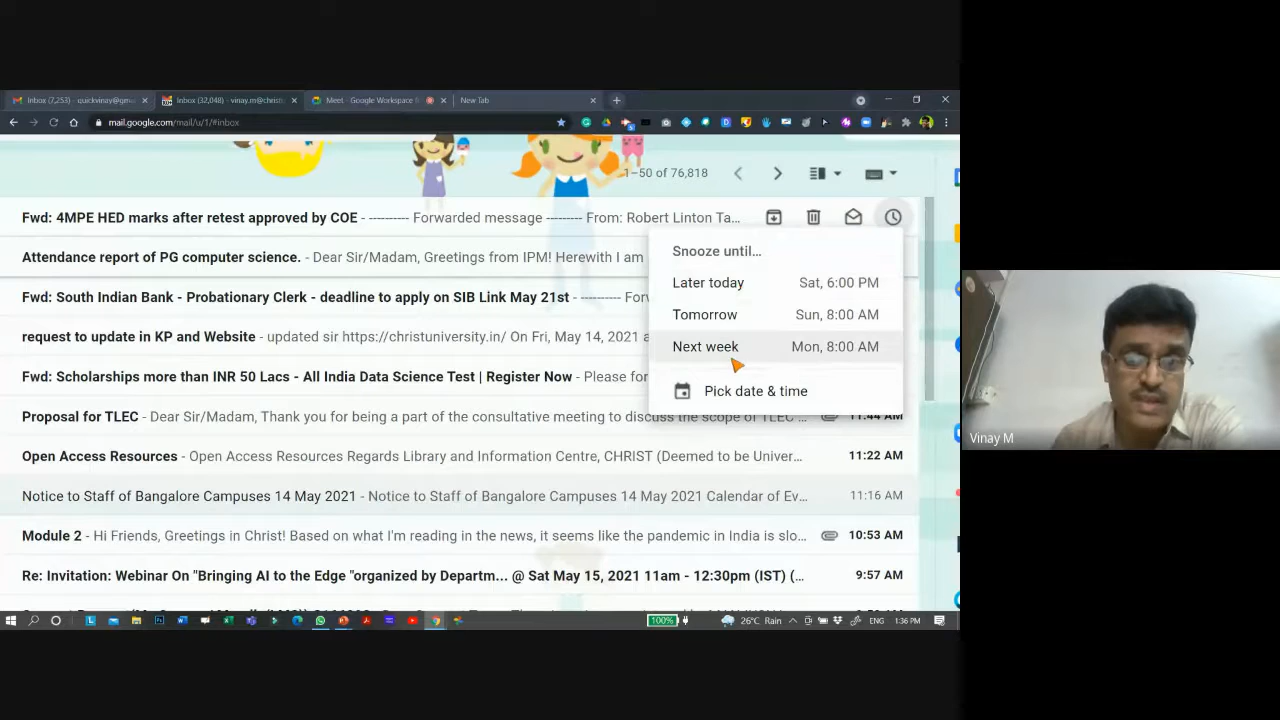 Inbox (7,253) - quickvinay@gma
Inbox (32,048) - vinay.m@christ
Meet - Google Workspace
New Tab
mail.google.com/mail/u/1/#inbox
1–50 of 76,818
Fwd: 4MPE HED marks after retest approved by COE - ---------- Forwarded message --------- From: Robert Linton Ta...
Snooze until...
Attendance report of PG computer science. - Dear Sir/Madam, Greetings from IPM! Herewith I am
Later today Sat, 6:00 PM
Fwd: South Indian Bank - Probationary Clerk - deadline to apply on SIB Link May 21st - ---------- Forw
Tomorrow Sun, 8:00 AM
request to update in KP and Website - updated sir https://christuniversity.in/ On Fri, May 14, 2021 a
Next week Mon, 8:00 AM
Fwd: Scholarships more than INR 50 Lacs - All India Data Science Test | Register Now - Please for
Pick date & time
Proposal for TLEC - Dear Sir/Madam, Thank you for being a part of the consultative meeting to discuss the scope of TLEC ... 11:44 AM
Open Access Resources - Open Access Resources Regards Library and Information Centre, CHRIST (Deemed to be Univer... 11:22 AM
Notice to Staff of Bangalore Campuses 14 May 2021 - Notice to Staff of Bangalore Campuses 14 May 2021 Calendar of Ev... 11:16 AM
Module 2 - Hi Friends, Greetings in Christ! Based on what I'm reading in the news, it seems like the pandemic in India is slo... 10:53 AM
Re: Invitation: Webinar On "Bringing AI to the Edge "organized by Departm... @ Sat May 15, 2021 11am - 12:30pm (IST) (... 9:57 AM
100% 26°C Rain ENG 1:36 PM
Vinay M